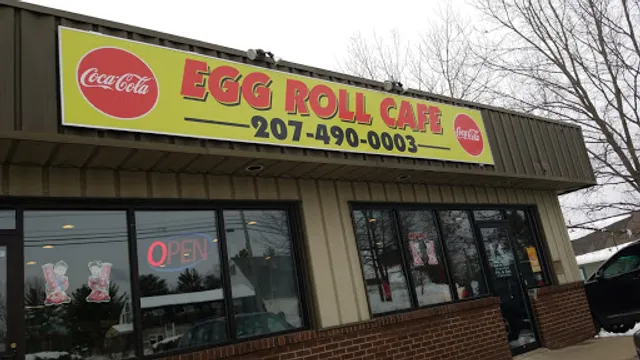 Coca-Cola
EGG ROLL CAFE
207-490-0003
Coca-Cola
OPEN